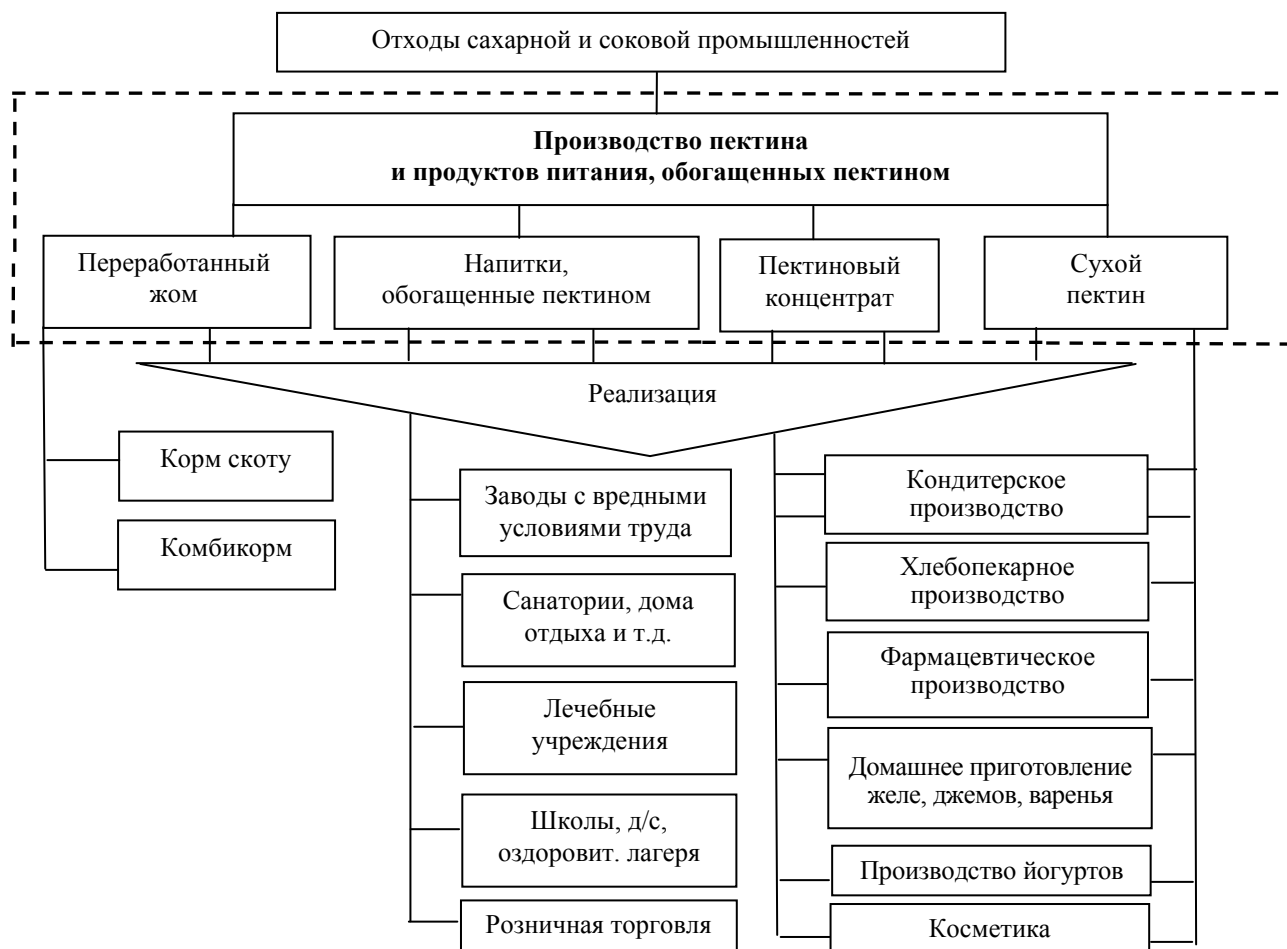 Отходы сахарной и соковой промышленностей
Производство пектина
и продуктов питания, обогащенных пектином
Переработанный
жом
Напитки,
обогащенные пектином
Пектиновый
концентрат
Сухой
пектин
Реализация
Корм скоту
Комбикорм
Заводы с вредными
условиями труда
Санатории, дома
отдыха и т.д.
Лечебные
учреждения
Школы, д/с,
оздоровит. лагеря
Розничная торговля
Кондитерское
производство
Хлебопекарное
производство
Фармацевтическое
производство
Домашнее приготовление
желе, джемов, варенья
Производство йогуртов
Косметика